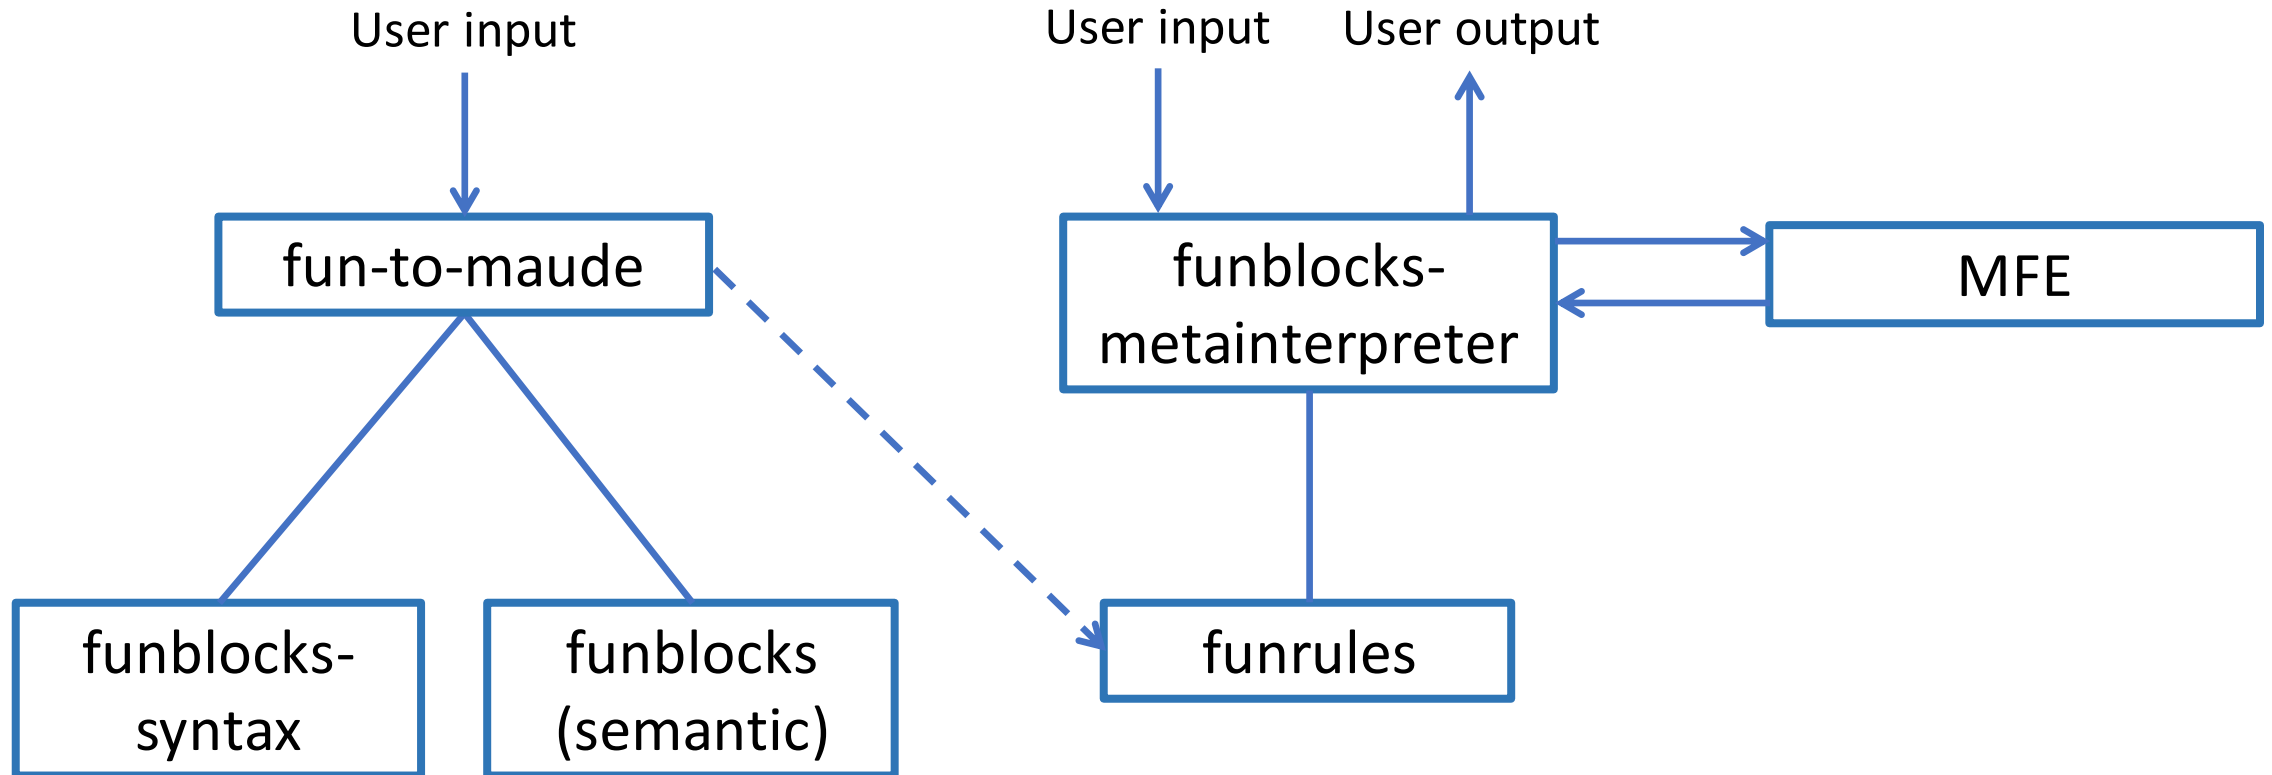 User input
User input
User output
fun-to-maude
funblocks-
metainterpreter
MFE
funblocks-
syntax
funblocks
(semantic)
funrules